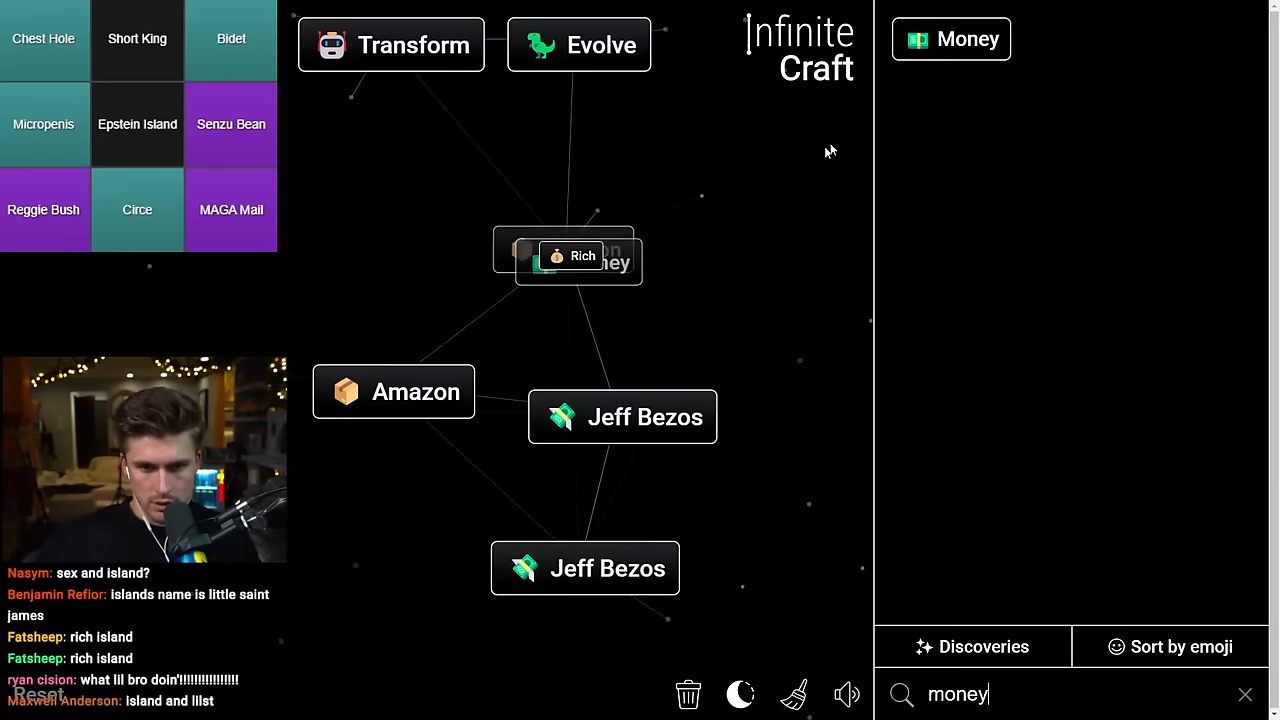 Chest Hole
Short King
Bidet
Micropenis
Epstein Island
Senzu Bean
Reggie Bush
Circe
MAGA Mail
Transform
Evolve
Infinite
Craft
Money
Rich
Amazon
Jeff Bezos
Jeff Bezos
Nasym: sex and island?
Benjamin Refior: islands name is little saint
james
Fatsheep: rich island
Fatsheep: rich island
ryan cision: what lil bro doin'!!!!!!!!!!!!!!!!
Reset
Maxwell Anderson: island and lilst
Discoveries
Sort by emoji
money